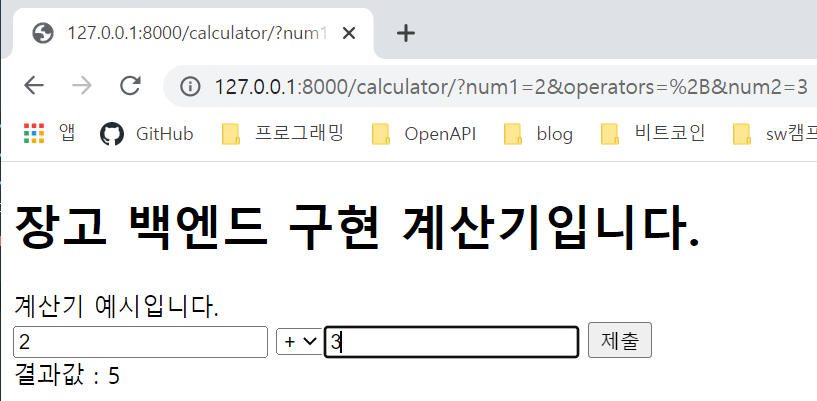 127.0.0.1:8000/calculator/?num1
127.0.0.1:8000/calculator/?num1=2&operators=%2B&num2=3
앱 GitHub 프로그래밍 OpenAPI blog 비트코인 sw캠프
장고 백엔드 구현 계산기입니다.
계산기 예시입니다.
2 + 3 제출
결과값 : 5